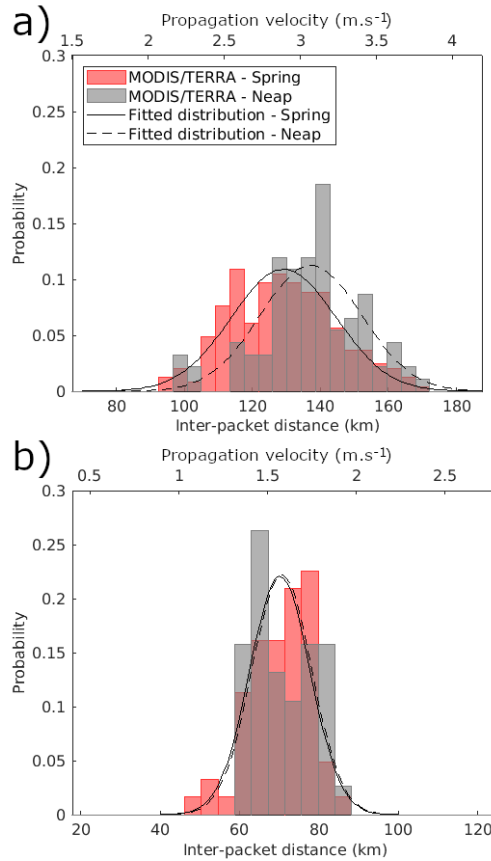 a)
Propagation velocity (m.s⁻¹)
1.5 2 2.5 3 3.5 4
0.3
0.25
0.2
0.15
0.1
0.05
0
Probability
MODIS/TERRA - Spring
MODIS/TERRA - Neap
Fitted distribution - Spring
Fitted distribution - Neap
80 100 120 140 160 180
Inter-packet distance (km)
b)
Propagation velocity (m.s⁻¹)
0.5 1 1.5 2 2.5
0.3
0.25
0.2
0.15
0.1
0.05
0
Probability
20 40 60 80 100 120
Inter-packet distance (km)